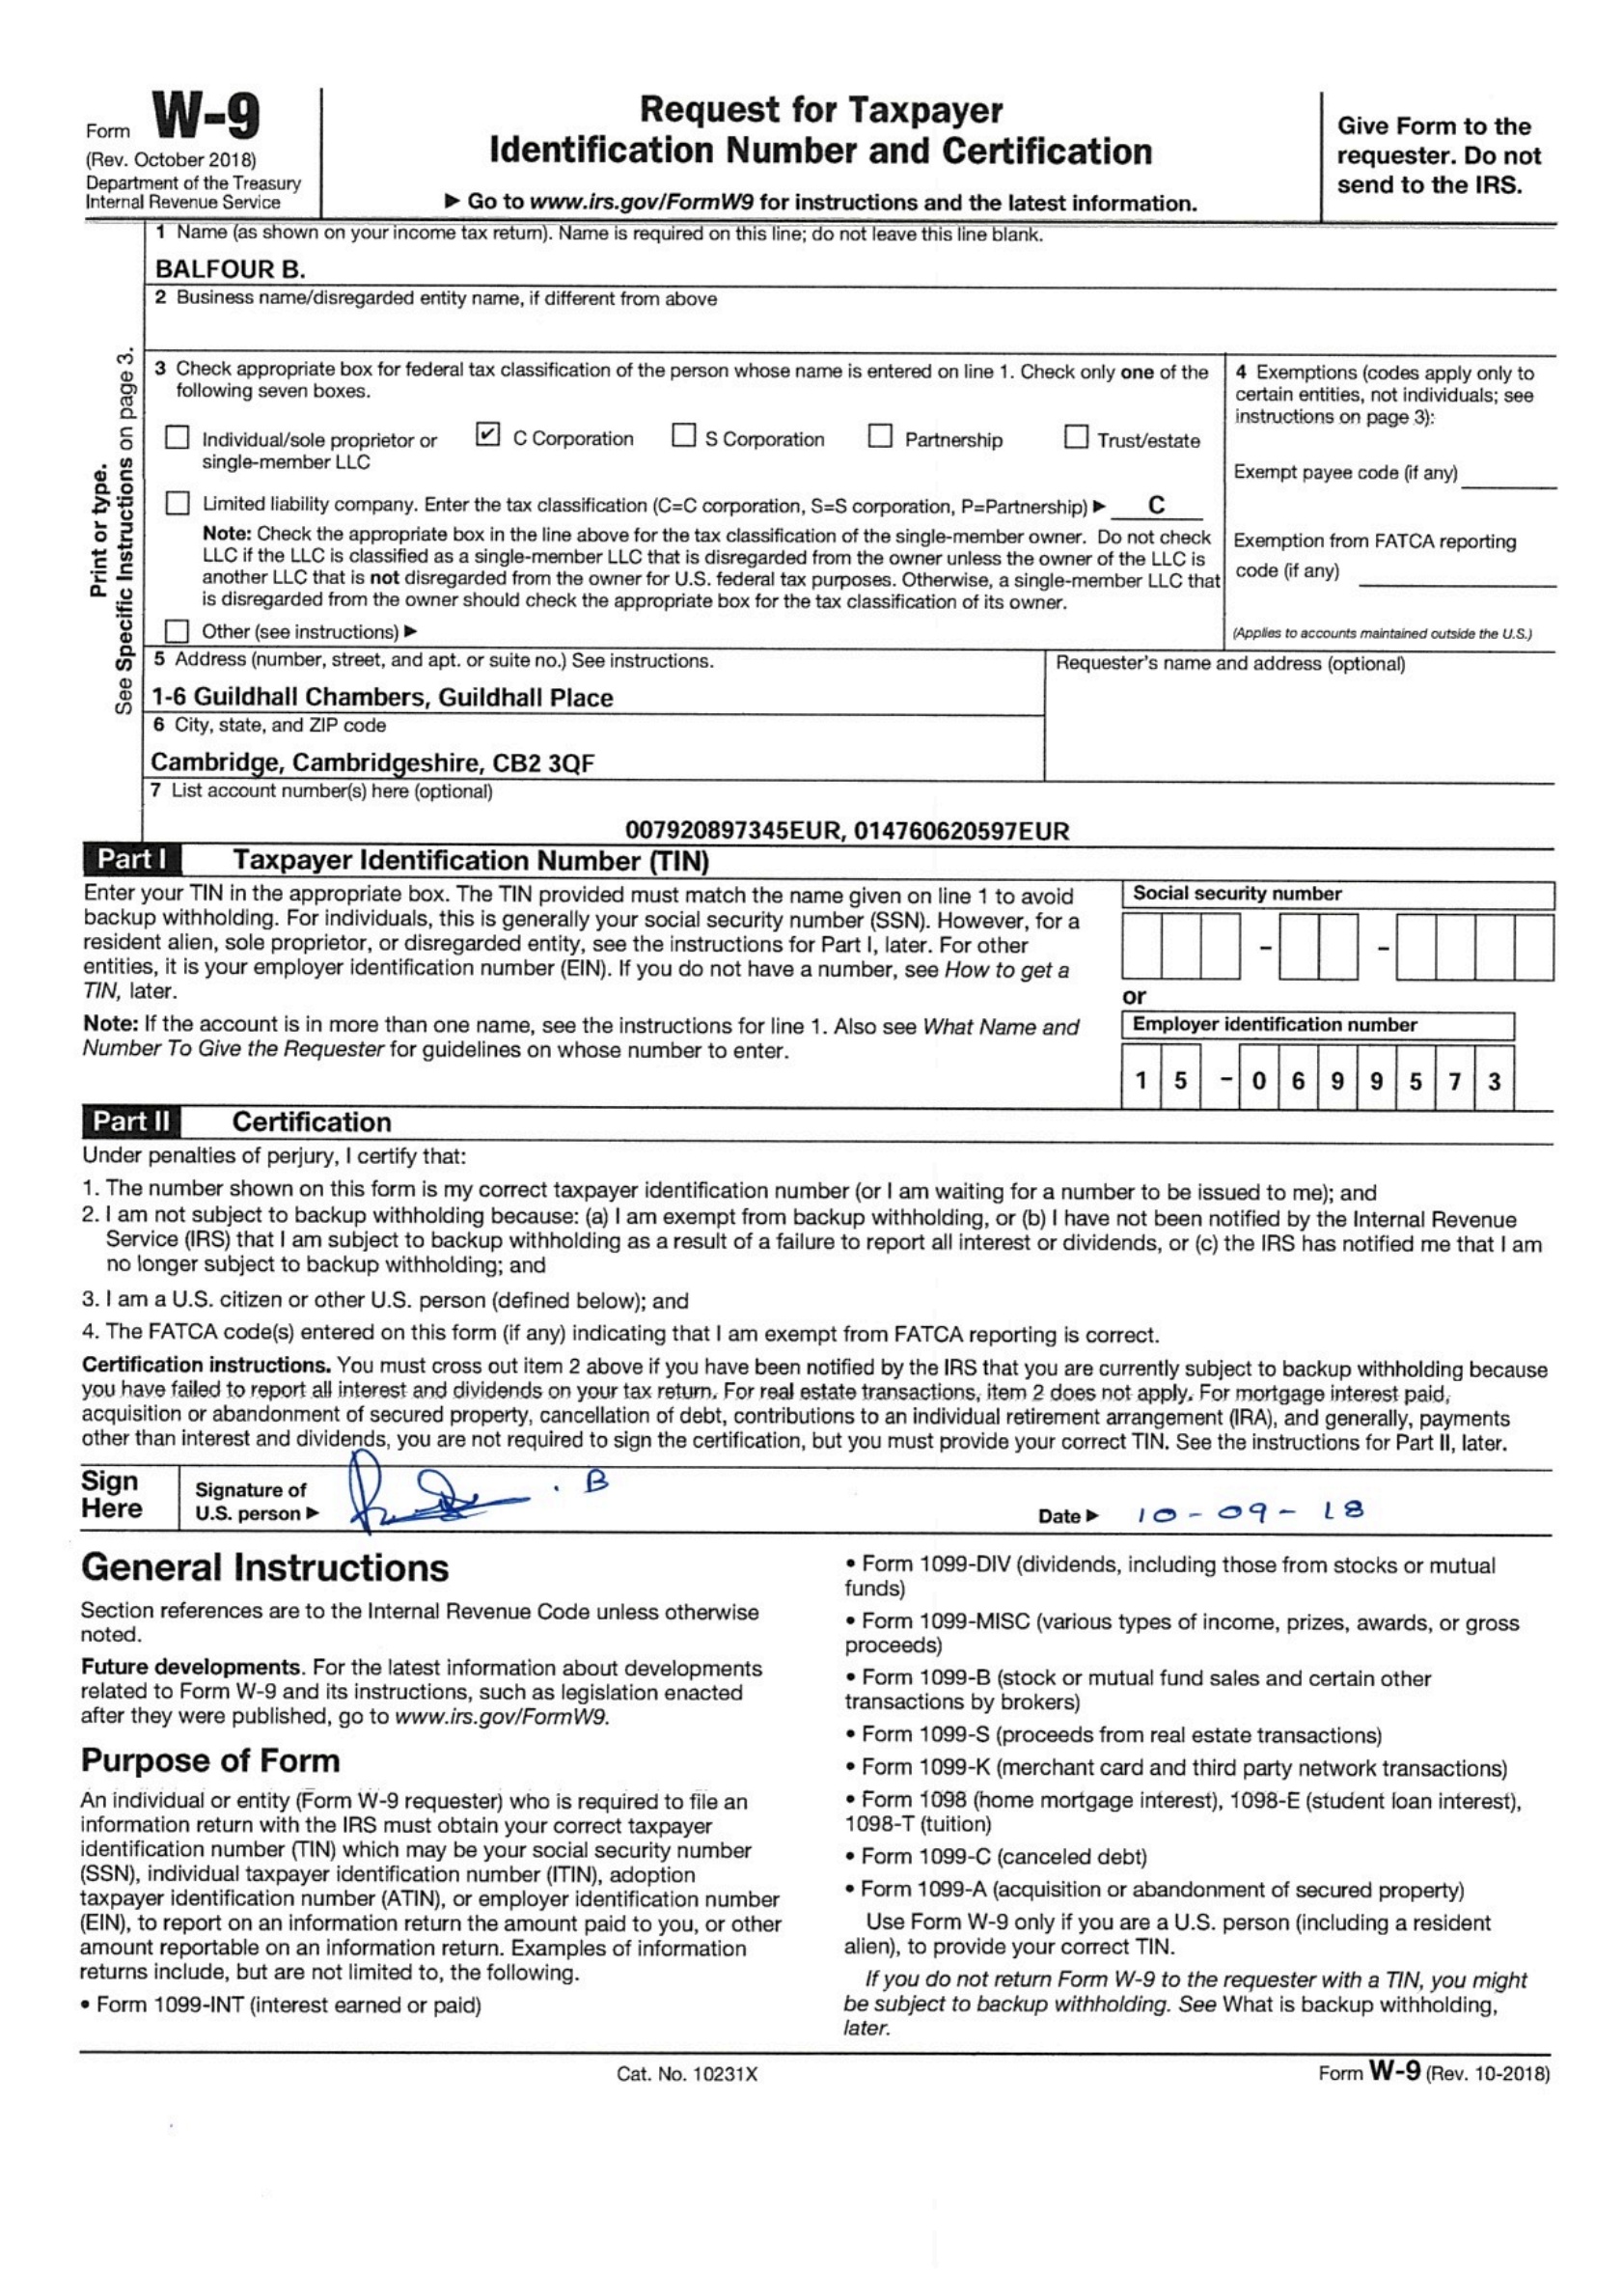 Form W-9
(Rev. October 2018)
Department of the Treasury
Internal Revenue Service
Request for Taxpayer
Identification Number and Certification
▶ Go to www.irs.gov/FormW9 for instructions and the latest information.
Give Form to the
requester. Do not
send to the IRS.
Print or type.
See Specific Instructions on page 3.
1 Name (as shown on your income tax return). Name is required on this line; do not leave this line blank.
BALFOUR B.
2 Business name/disregarded entity name, if different from above
3 Check appropriate box for federal tax classification of the person whose name is entered on line 1. Check only one of the
following seven boxes.
Individual/sole proprietor or
single-member LLC
✔ C Corporation
S Corporation
Partnership
Trust/estate
Limited liability company. Enter the tax classification (C=C corporation, S=S corporation, P=Partnership) ▶ C
Note: Check the appropriate box in the line above for the tax classification of the single-member owner. Do not check
LLC if the LLC is classified as a single-member LLC that is disregarded from the owner unless the owner of the LLC is
another LLC that is not disregarded from the owner for U.S. federal tax purposes. Otherwise, a single-member LLC that
is disregarded from the owner should check the appropriate box for the tax classification of its owner.
Other (see instructions) ▶
4 Exemptions (codes apply only to
certain entities, not individuals; see
instructions on page 3):
Exempt payee code (if any)
Exemption from FATCA reporting
code (if any)
(Applies to accounts maintained outside the U.S.)
5 Address (number, street, and apt. or suite no.) See instructions.
1-6 Guildhall Chambers, Guildhall Place
6 City, state, and ZIP code
Cambridge, Cambridgeshire, CB2 3QF
Requester's name and address (optional)
7 List account number(s) here (optional)
007920897345EUR, 014760620597EUR
Part I Taxpayer Identification Number (TIN)
Enter your TIN in the appropriate box. The TIN provided must match the name given on line 1 to avoid
backup withholding. For individuals, this is generally your social security number (SSN). However, for a
resident alien, sole proprietor, or disregarded entity, see the instructions for Part I, later. For other
entities, it is your employer identification number (EIN). If you do not have a number, see How to get a
TIN, later.
Note: If the account is in more than one name, see the instructions for line 1. Also see What Name and
Number To Give the Requester for guidelines on whose number to enter.
Social security number
- -
or
Employer identification number
1 5 - 0 6 9 9 5 7 3
Part II Certification
Under penalties of perjury, I certify that:
1. The number shown on this form is my correct taxpayer identification number (or I am waiting for a number to be issued to me); and
2. I am not subject to backup withholding because: (a) I am exempt from backup withholding, or (b) I have not been notified by the Internal Revenue
Service (IRS) that I am subject to backup withholding as a result of a failure to report all interest or dividends, or (c) the IRS has notified me that I am
no longer subject to backup withholding; and
3. I am a U.S. citizen or other U.S. person (defined below); and
4. The FATCA code(s) entered on this form (if any) indicating that I am exempt from FATCA reporting is correct.
Certification instructions. You must cross out item 2 above if you have been notified by the IRS that you are currently subject to backup withholding because
you have failed to report all interest and dividends on your tax return. For real estate transactions, item 2 does not apply. For mortgage interest paid,
acquisition or abandonment of secured property, cancellation of debt, contributions to an individual retirement arrangement (IRA), and generally, payments
other than interest and dividends, you are not required to sign the certification, but you must provide your correct TIN. See the instructions for Part II, later.
Sign
Here
Signature of
U.S. person ▶
. B
Date ▶ 10-09-18
General Instructions
Section references are to the Internal Revenue Code unless otherwise
noted.
Future developments. For the latest information about developments
related to Form W-9 and its instructions, such as legislation enacted
after they were published, go to www.irs.gov/FormW9.
Purpose of Form
An individual or entity (Form W-9 requester) who is required to file an
information return with the IRS must obtain your correct taxpayer
identification number (TIN) which may be your social security number
(SSN), individual taxpayer identification number (ITIN), adoption
taxpayer identification number (ATIN), or employer identification number
(EIN), to report on an information return the amount paid to you, or other
amount reportable on an information return. Examples of information
returns include, but are not limited to, the following.
• Form 1099-INT (interest earned or paid)
• Form 1099-DIV (dividends, including those from stocks or mutual
funds)
• Form 1099-MISC (various types of income, prizes, awards, or gross
proceeds)
• Form 1099-B (stock or mutual fund sales and certain other
transactions by brokers)
• Form 1099-S (proceeds from real estate transactions)
• Form 1099-K (merchant card and third party network transactions)
• Form 1098 (home mortgage interest), 1098-E (student loan interest),
1098-T (tuition)
• Form 1099-C (canceled debt)
• Form 1099-A (acquisition or abandonment of secured property)
Use Form W-9 only if you are a U.S. person (including a resident
alien), to provide your correct TIN.
If you do not return Form W-9 to the requester with a TIN, you might
be subject to backup withholding. See What is backup withholding,
later.
Cat. No. 10231X
Form W-9 (Rev. 10-2018)